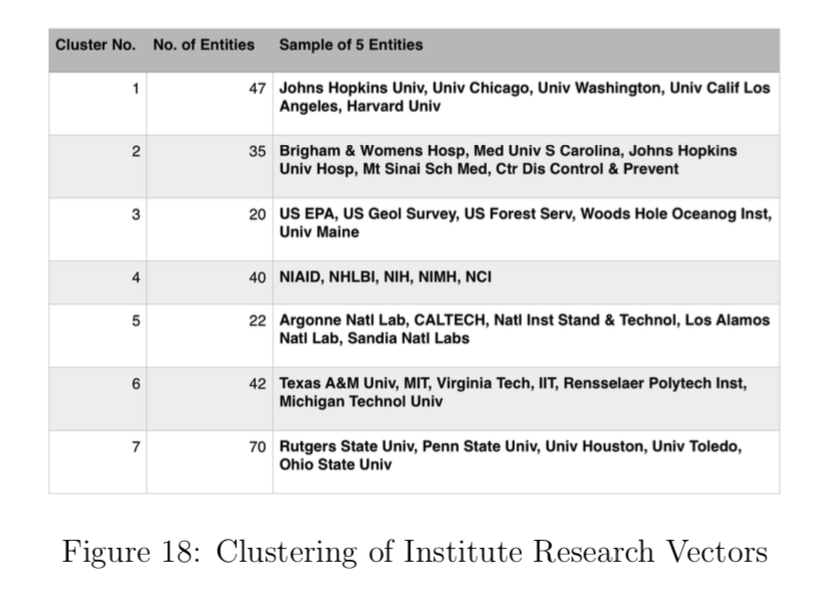 Cluster No. No. of Entities Sample of 5 Entities
1 47 Johns Hopkins Univ, Univ Chicago, Univ Washington, Univ Calif Los
Angeles, Harvard Univ
2 35 Brigham & Womens Hosp, Med Univ S Carolina, Johns Hopkins
Univ Hosp, Mt Sinai Sch Med, Ctr Dis Control & Prevent
3 20 US EPA, US Geol Survey, US Forest Serv, Woods Hole Oceanog Inst,
Univ Maine
4 40 NIAID, NHLBI, NIH, NIMH, NCI
5 22 Argonne Natl Lab, CALTECH, Natl Inst Stand & Technol, Los Alamos
Natl Lab, Sandia Natl Labs
6 42 Texas A&M Univ, MIT, Virginia Tech, IIT, Rensselaer Polytech Inst,
Michigan Technol Univ
7 70 Rutgers State Univ, Penn State Univ, Univ Houston, Univ Toledo,
Ohio State Univ
Figure 18: Clustering of Institute Research Vectors